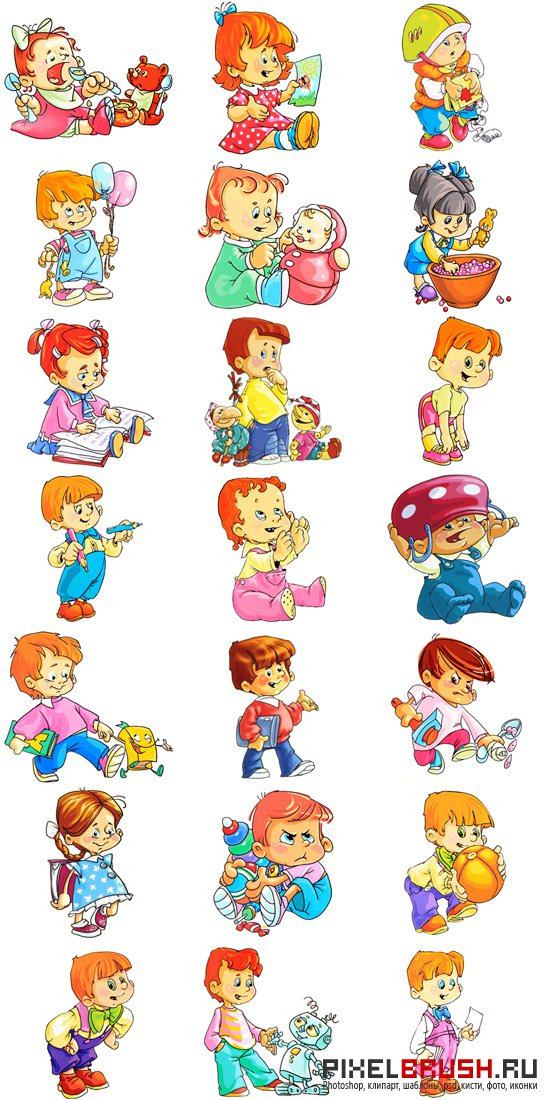 PIXELBRUSH.RU
Photoshop, клипарт, шаблоны, psd, кисти, фото, иконки